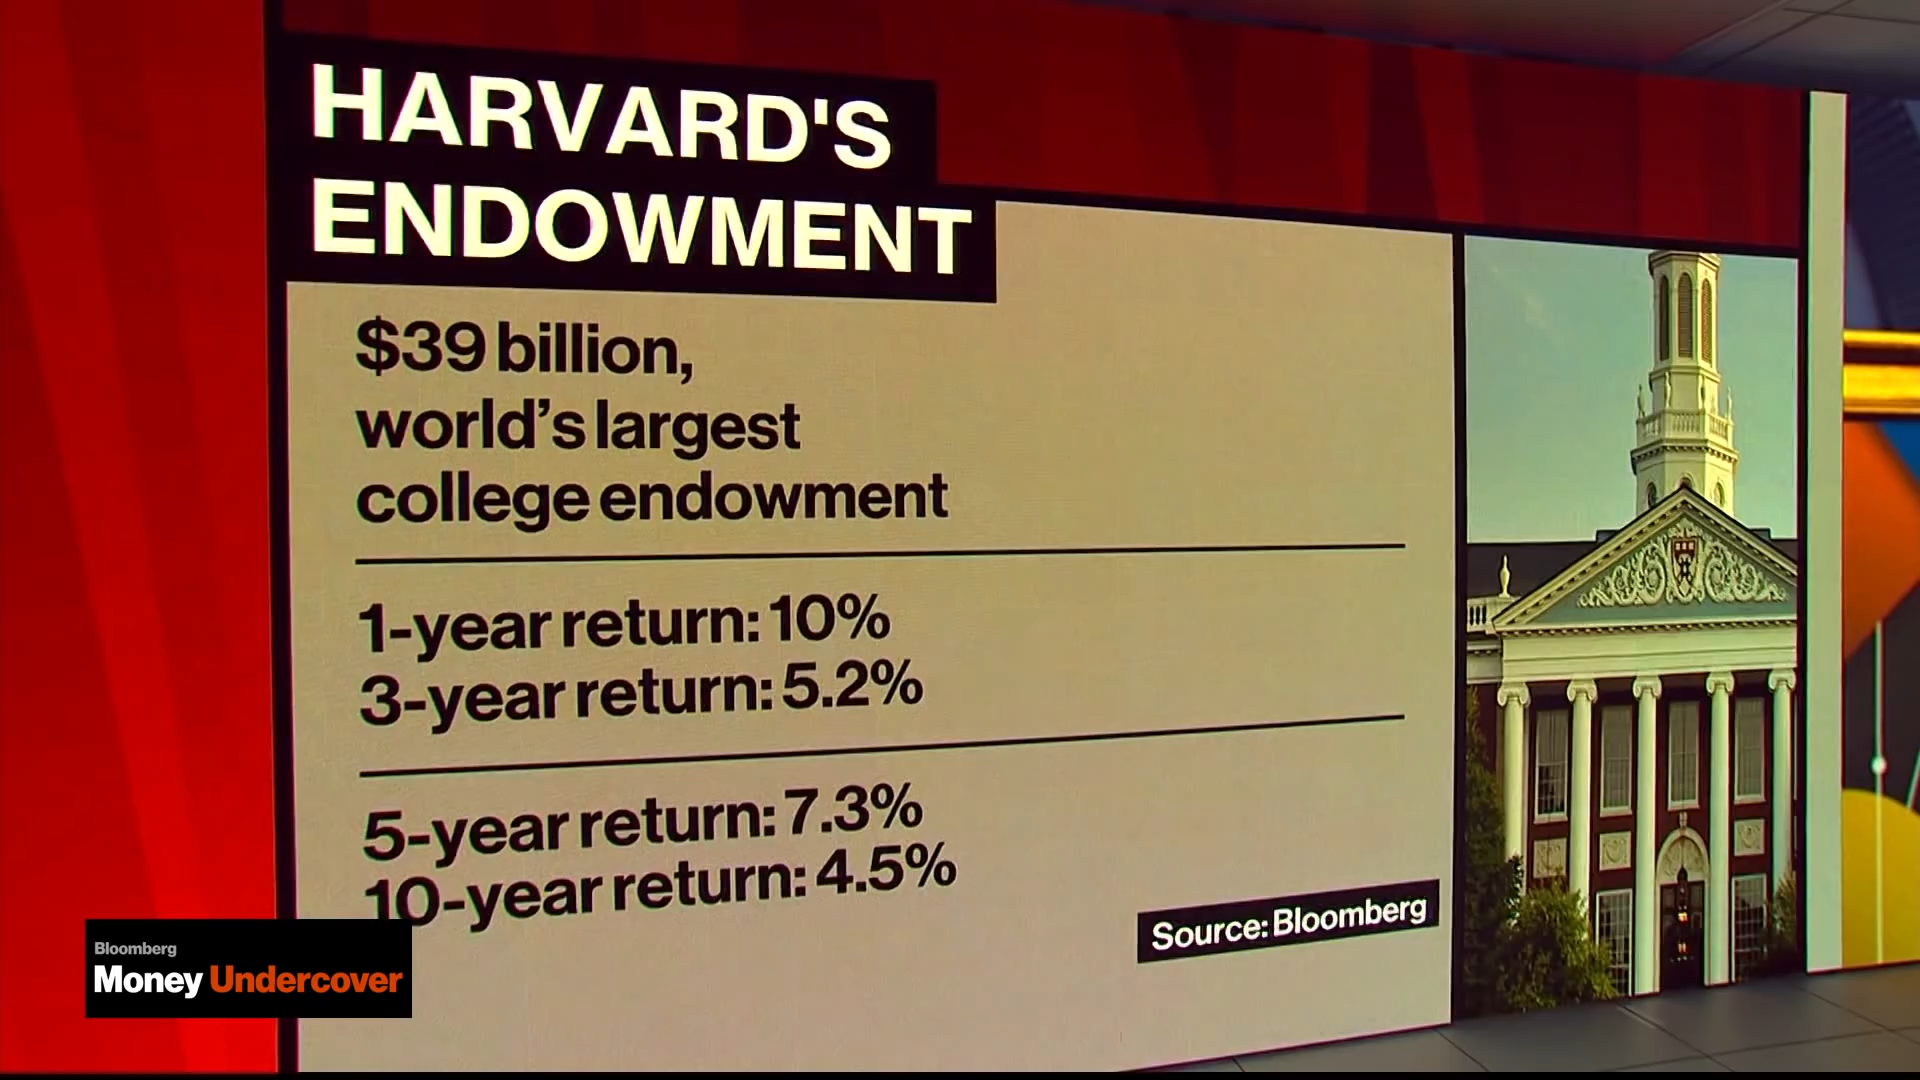 HARVARD'S
ENDOWMENT
$39 billion,
world’s largest
college endowment
1-year return: 10%
3-year return: 5.2%
5-year return: 7.3%
10-year return: 4.5%
Source: Bloomberg
Bloomberg
Money Undercover